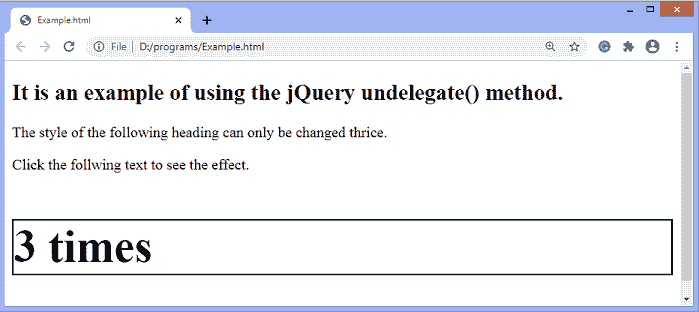 Example.html
File D:/programs/Example.html
It is an example of using the jQuery undelegate() method.
The style of the following heading can only be changed thrice.
Click the follwing text to see the effect.
3 times